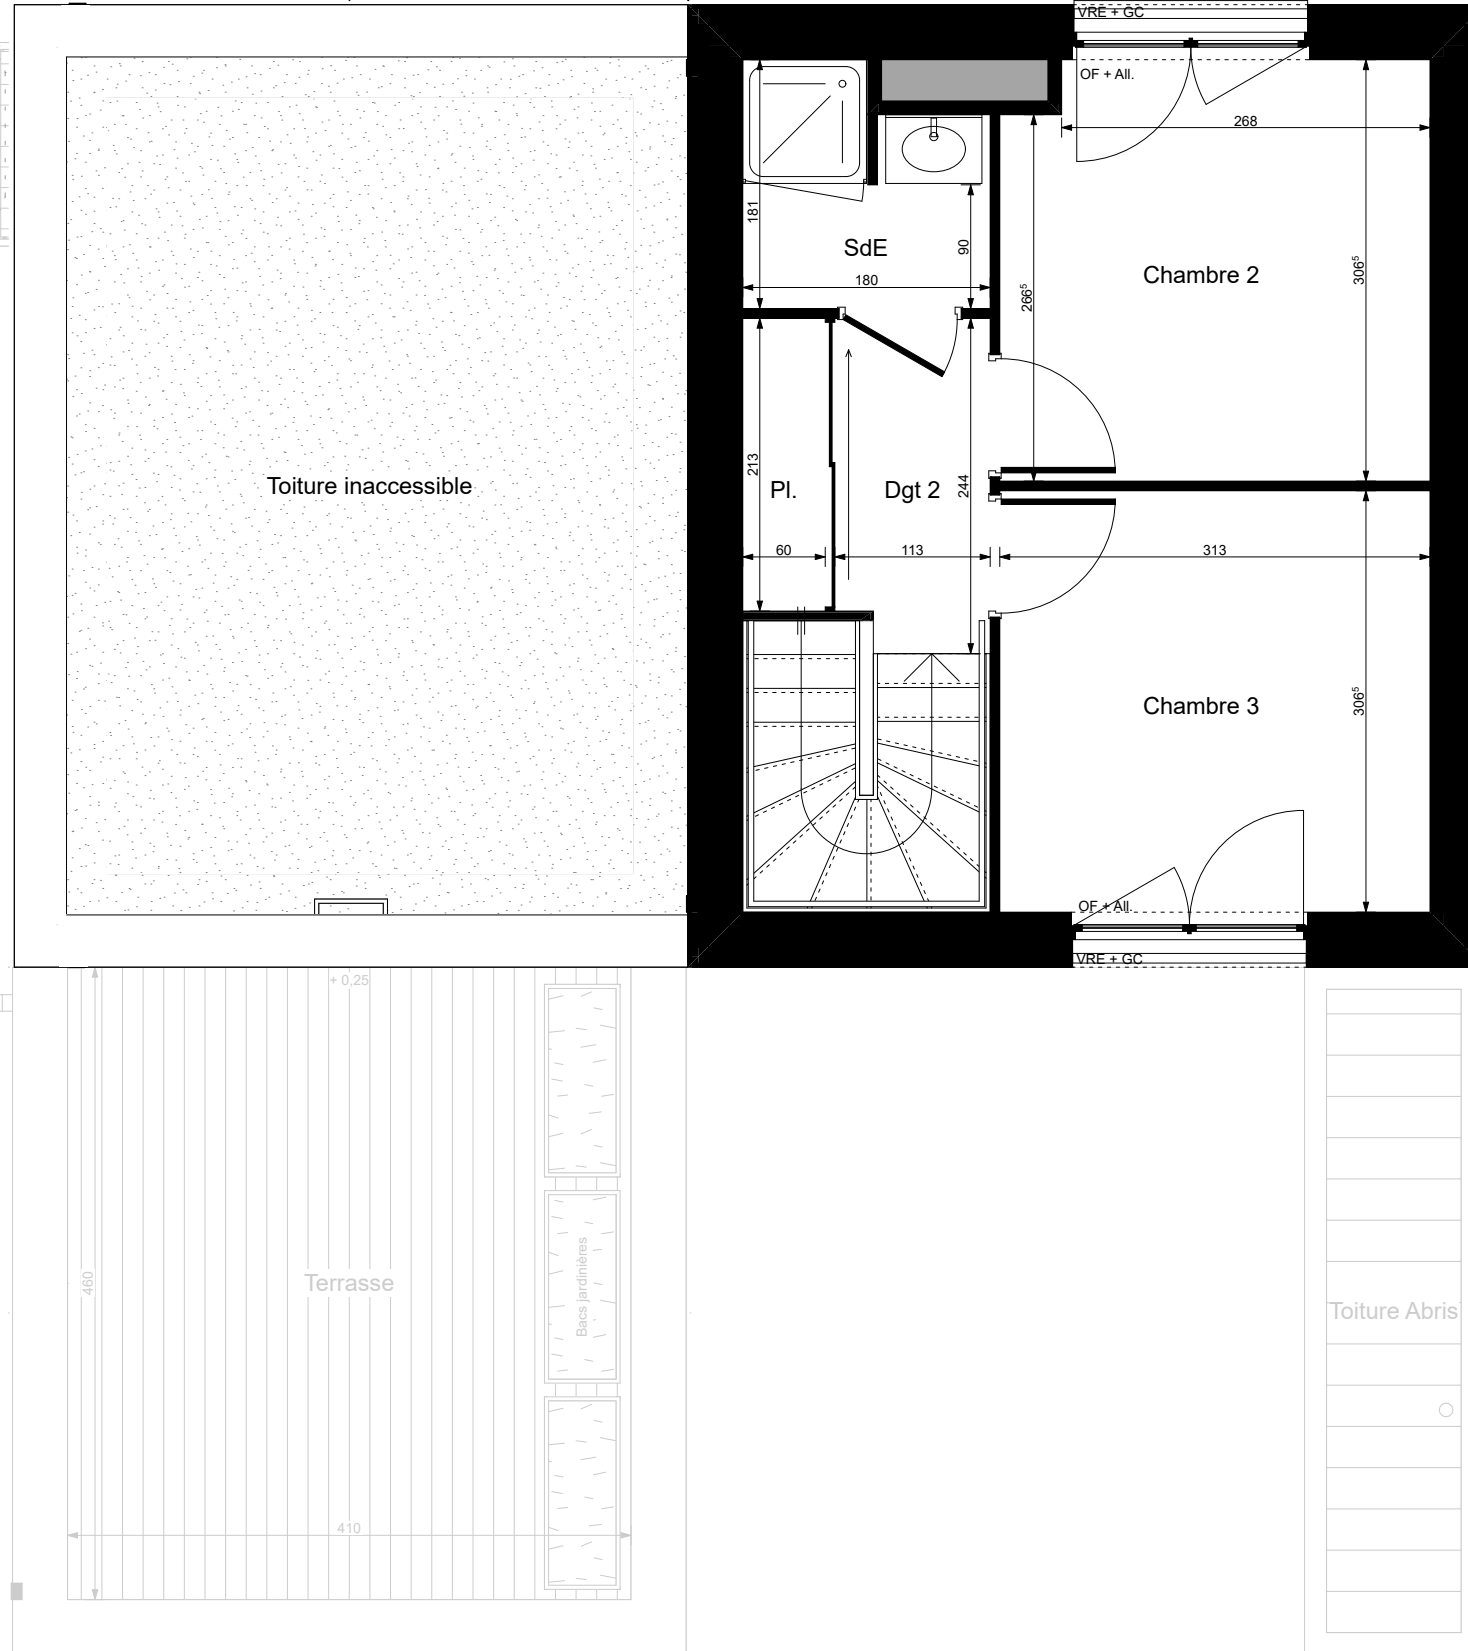 VRE + GC
OF + All.
268
181
SdE
90
180
266⁵
Chambre 2
306⁵
213
Toiture inaccessible
Pl.
Dgt 2
244
60
113
313
Chambre 3
306⁵
OF + All.
VRE + GC
+ 0,25
460
Terrasse
Bacs jardinières
Toiture Abris
410